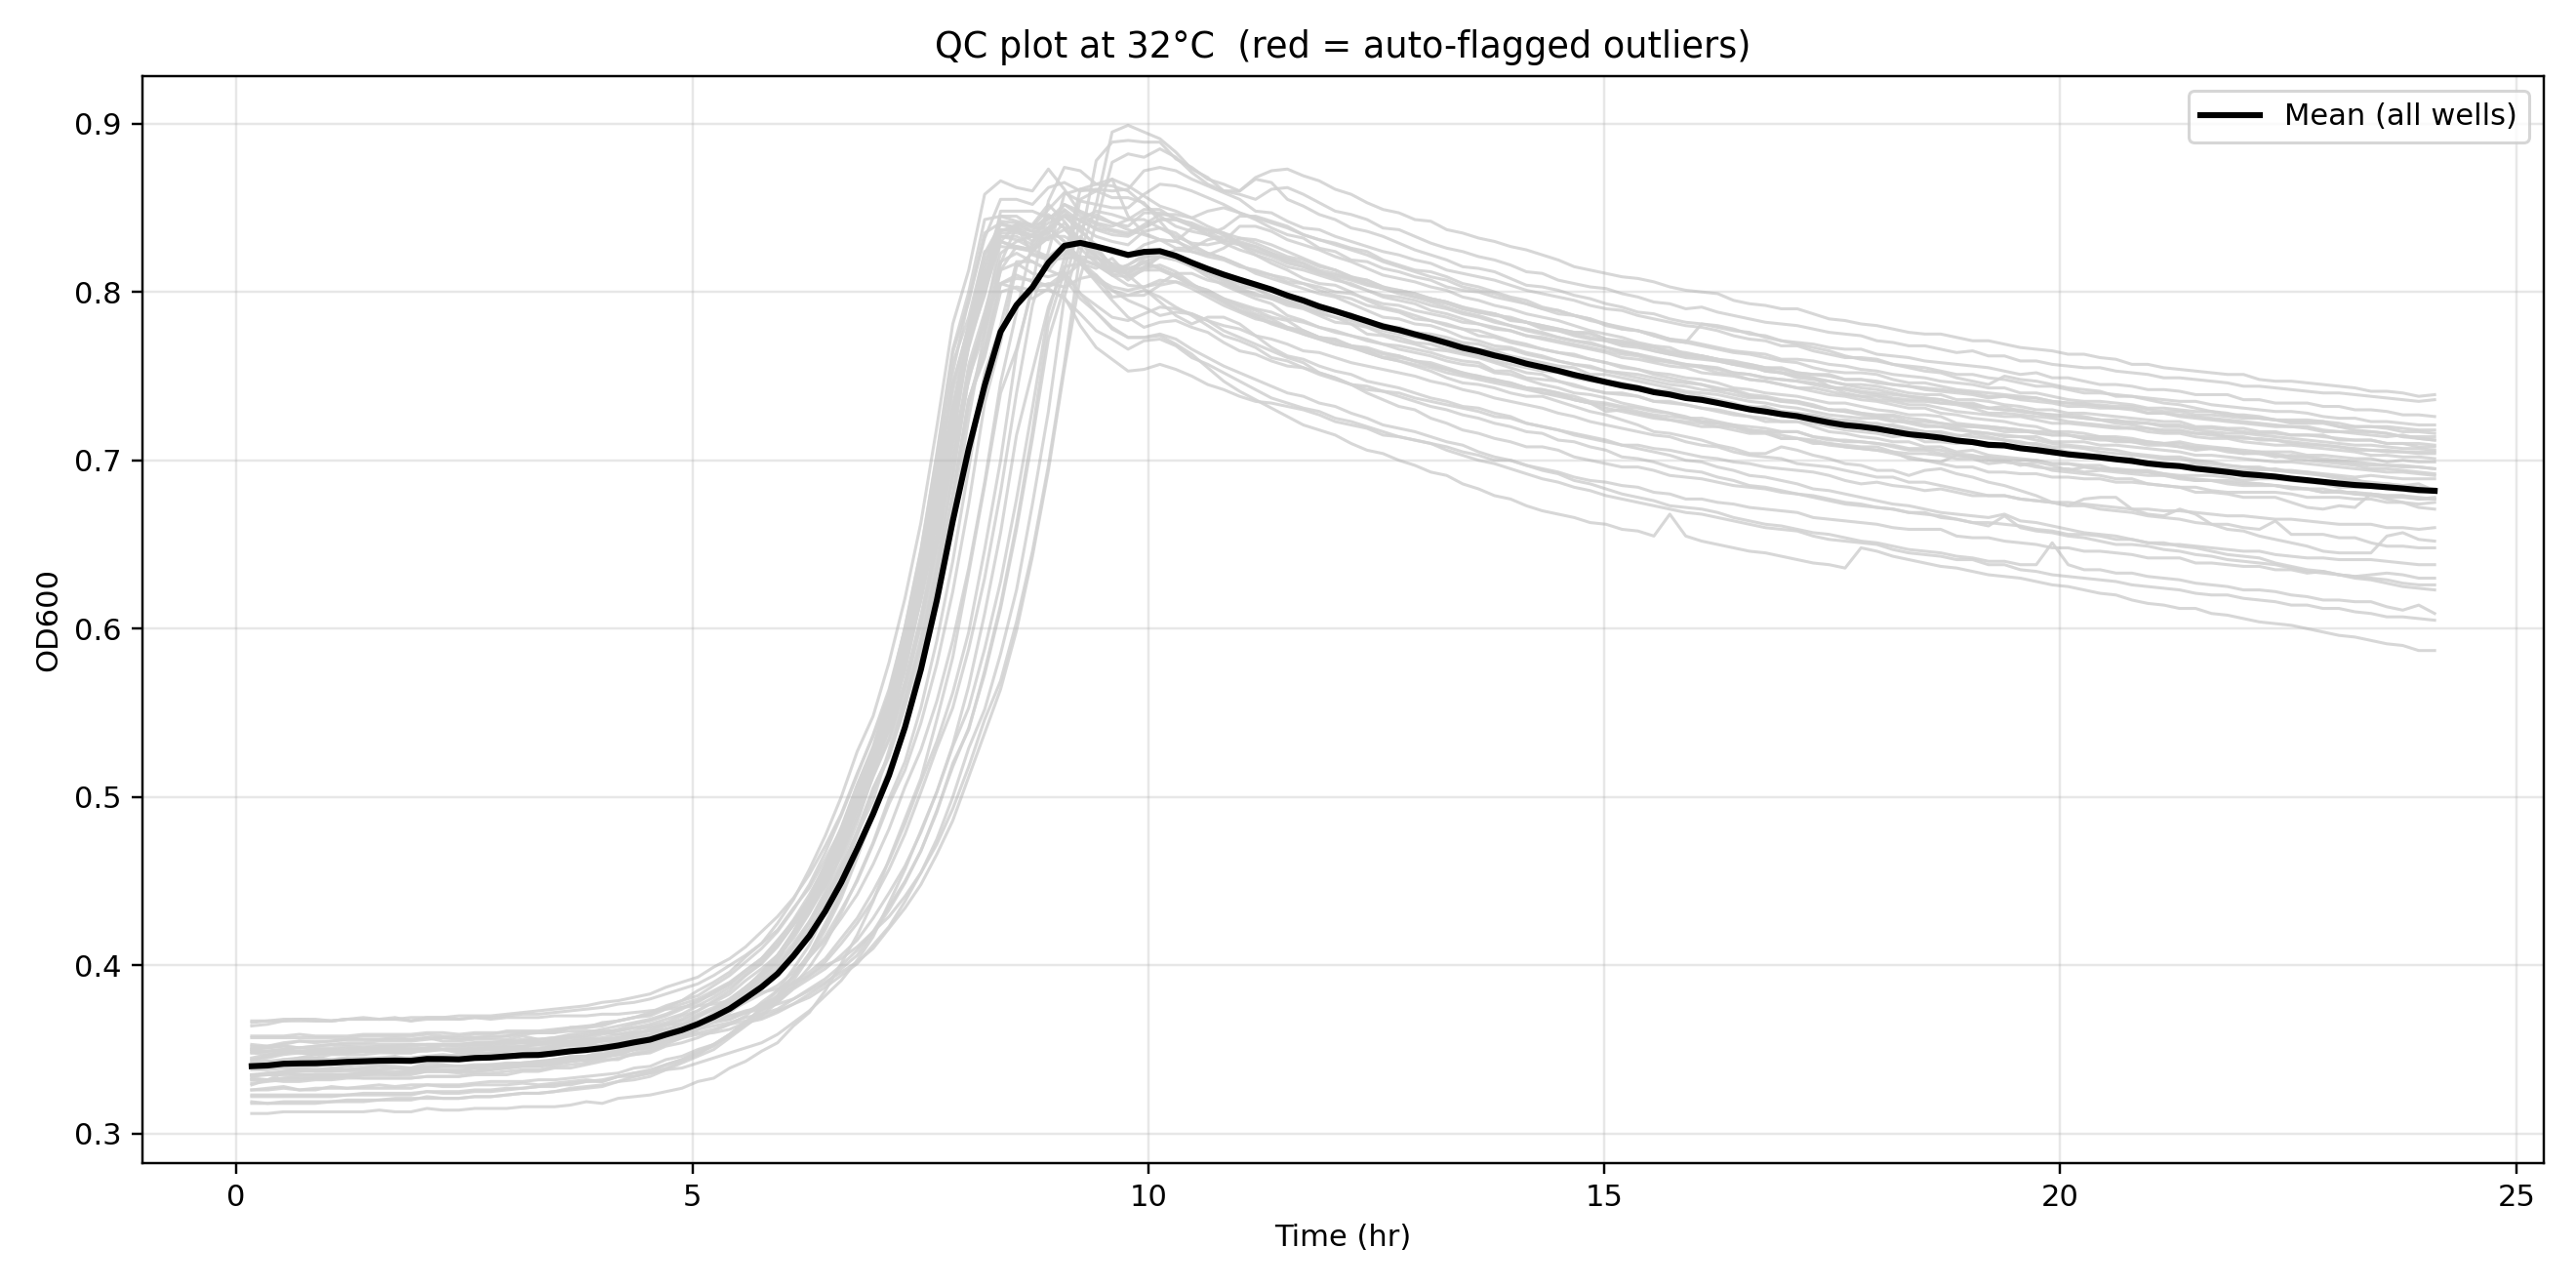 QC plot at 32°C  (red = auto-flagged outliers)
Mean (all wells)
OD600
0.9
0.8
0.7
0.6
0.5
0.4
0.3
0 5 10 15 20 25
Time (hr)